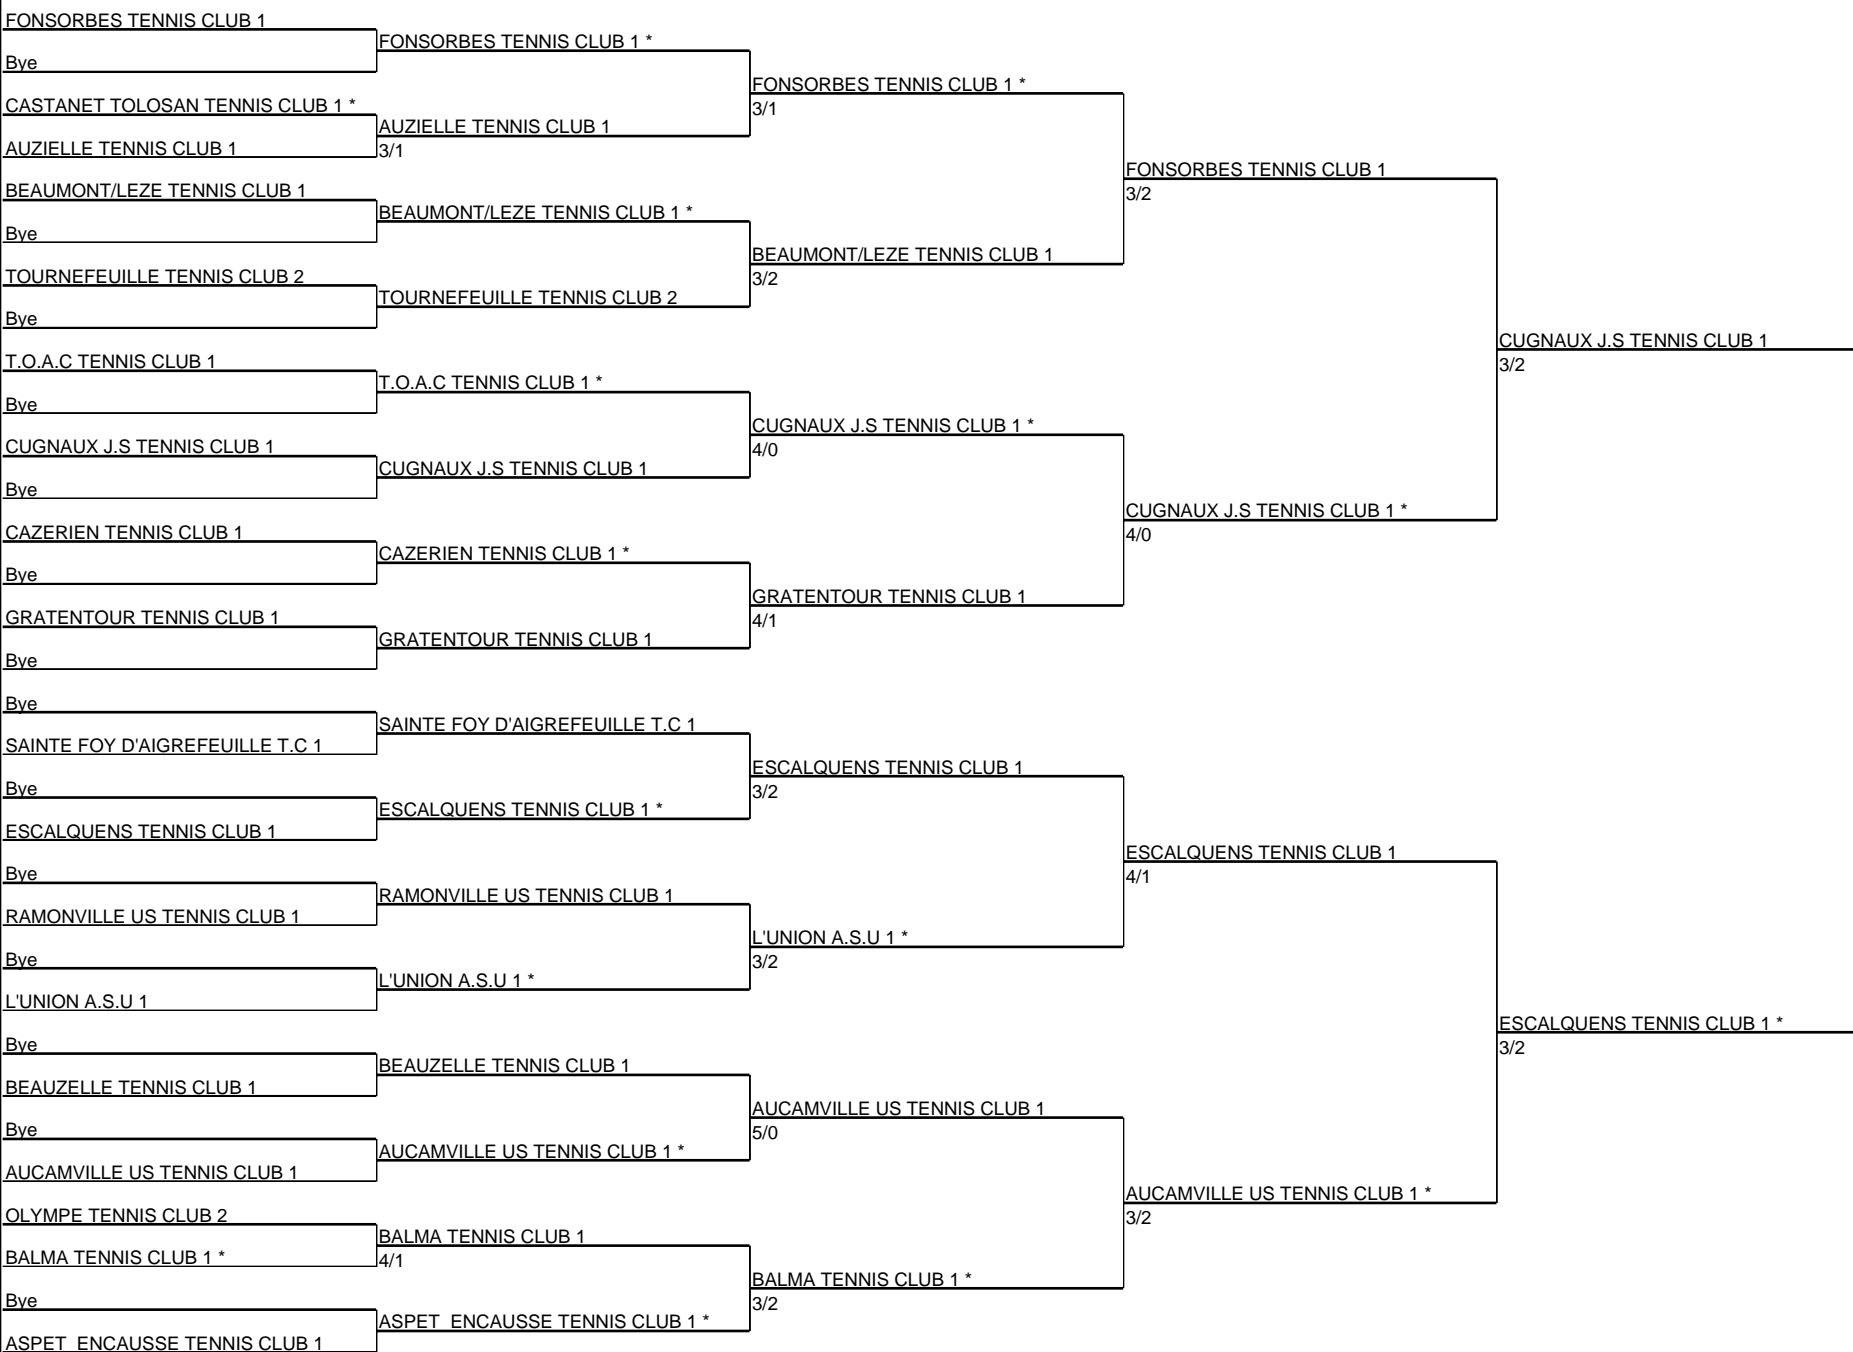 FONSORBES TENNIS CLUB 1
Bye
CASTANET TOLOSAN TENNIS CLUB 1 *
AUZIELLE TENNIS CLUB 1
BEAUMONT/LEZE TENNIS CLUB 1
Bye
TOURNEFEUILLE TENNIS CLUB 2
Bye
T.O.A.C TENNIS CLUB 1
Bye
CUGNAUX J.S TENNIS CLUB 1
Bye
CAZERIEN TENNIS CLUB 1
Bye
GRATENTOUR TENNIS CLUB 1
Bye
Bye
SAINTE FOY D'AIGREFEUILLE T.C 1
Bye
ESCALQUENS TENNIS CLUB 1
Bye
RAMONVILLE US TENNIS CLUB 1
Bye
L'UNION A.S.U 1
Bye
BEAUZELLE TENNIS CLUB 1
Bye
AUCAMVILLE US TENNIS CLUB 1
OLYMPE TENNIS CLUB 2
BALMA TENNIS CLUB 1 *
Bye
ASPET ENCAUSSE TENNIS CLUB 1
FONSORBES TENNIS CLUB 1 *
AUZIELLE TENNIS CLUB 1
3/1
BEAUMONT/LEZE TENNIS CLUB 1 *
TOURNEFEUILLE TENNIS CLUB 2
T.O.A.C TENNIS CLUB 1 *
CUGNAUX J.S TENNIS CLUB 1
CAZERIEN TENNIS CLUB 1 *
GRATENTOUR TENNIS CLUB 1
SAINTE FOY D'AIGREFEUILLE T.C 1
ESCALQUENS TENNIS CLUB 1 *
RAMONVILLE US TENNIS CLUB 1
L'UNION A.S.U 1 *
BEAUZELLE TENNIS CLUB 1
AUCAMVILLE US TENNIS CLUB 1 *
BALMA TENNIS CLUB 1
4/1
ASPET ENCAUSSE TENNIS CLUB 1 *
FONSORBES TENNIS CLUB 1 *
3/1
BEAUMONT/LEZE TENNIS CLUB 1
3/2
CUGNAUX J.S TENNIS CLUB 1 *
4/0
GRATENTOUR TENNIS CLUB 1
4/1
ESCALQUENS TENNIS CLUB 1
3/2
L'UNION A.S.U 1 *
3/2
AUCAMVILLE US TENNIS CLUB 1
5/0
BALMA TENNIS CLUB 1 *
3/2
FONSORBES TENNIS CLUB 1
3/2
CUGNAUX J.S TENNIS CLUB 1 *
4/0
ESCALQUENS TENNIS CLUB 1
4/1
AUCAMVILLE US TENNIS CLUB 1 *
3/2
CUGNAUX J.S TENNIS CLUB 1
3/2
ESCALQUENS TENNIS CLUB 1 *
3/2